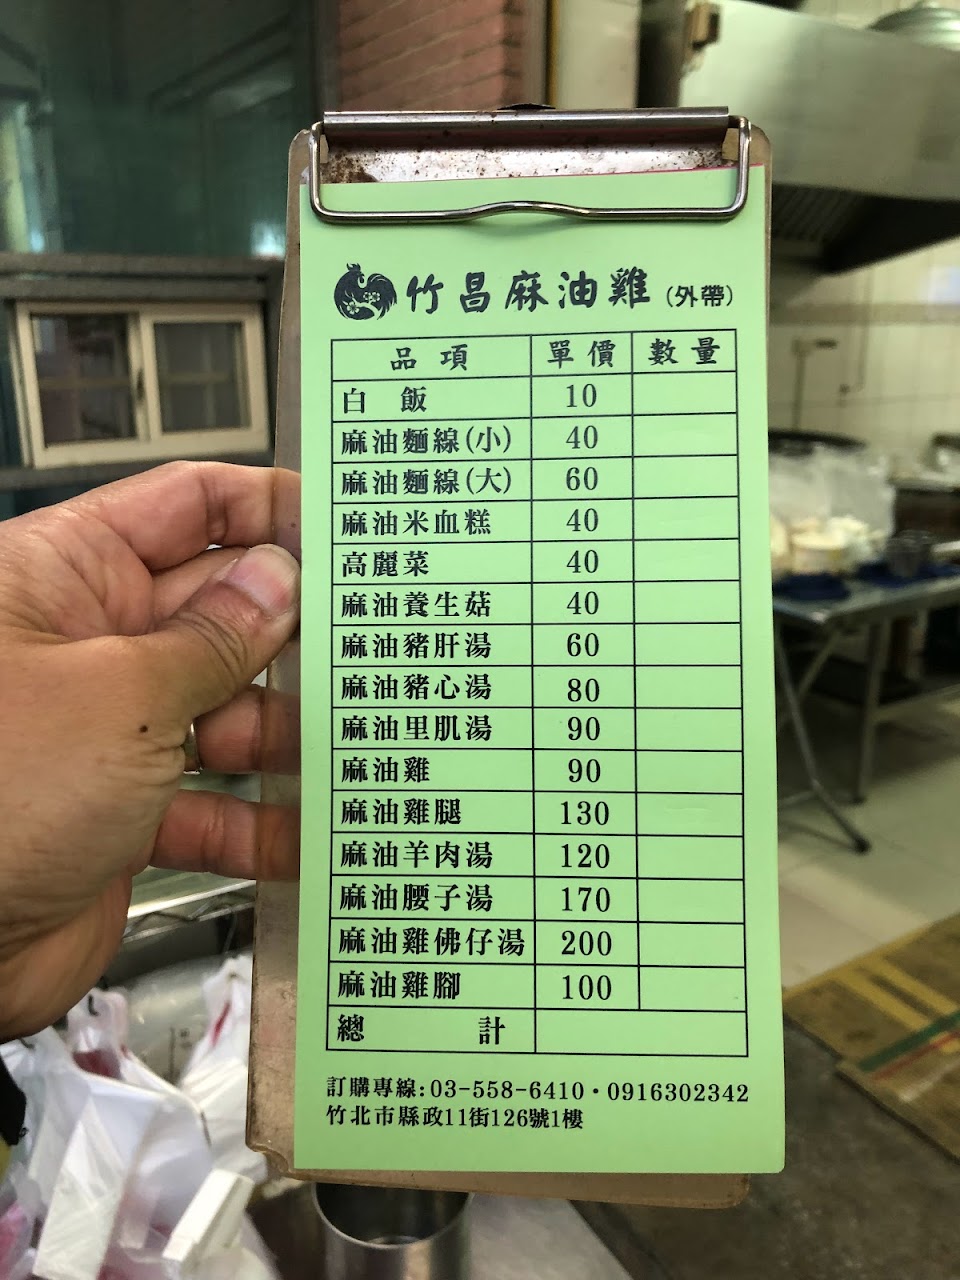 竹昌麻油雞(外帶)
品項 單價 數量
白飯 10
麻油麵線(小) 40
麻油麵線(大) 60
麻油米血糕 40
高麗菜 40
麻油養生菇 40
麻油豬肝湯 60
麻油豬心湯 80
麻油里肌湯 90
麻油雞 90
麻油雞腿 130
麻油羊肉湯 120
麻油腰子湯 170
麻油雞佛仔湯 200
麻油雞腳 100
總計
訂購專線:03-558-6410·0916302342
竹北市縣政11街126號1樓